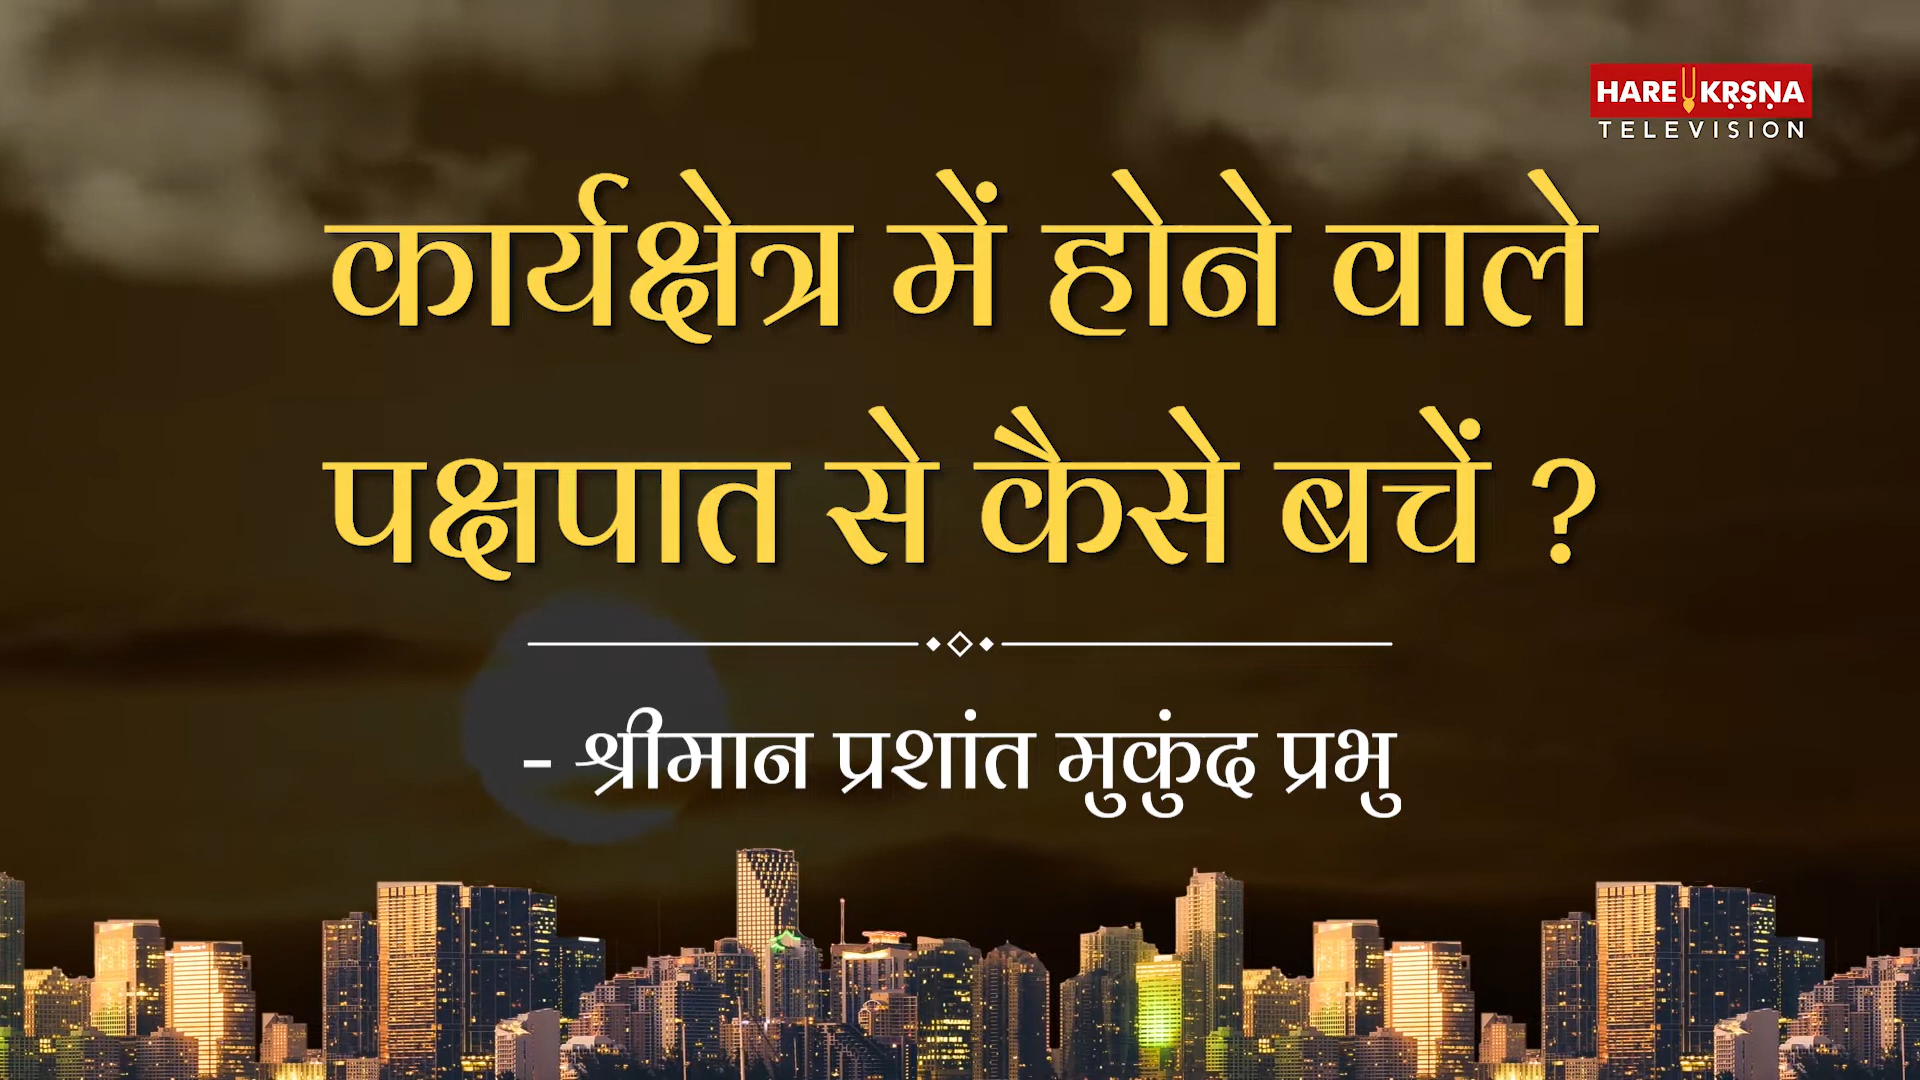 HARE KṚṢṆA
TELEVISION
कार्यक्षेत्र में होने वाले
पक्षपात से कैसे बचें ?
- श्रीमान प्रशांत मुकुंद प्रभु